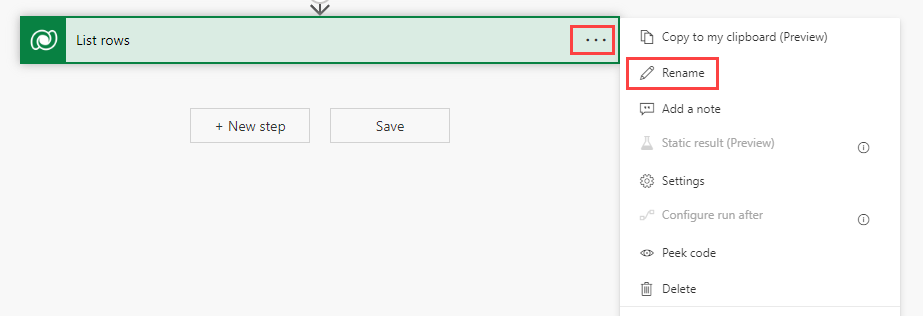 List rows
...
+ New step
Save
Copy to my clipboard (Preview)
Rename
Add a note
Static result (Preview)
Settings
Configure run after
Peek code
Delete